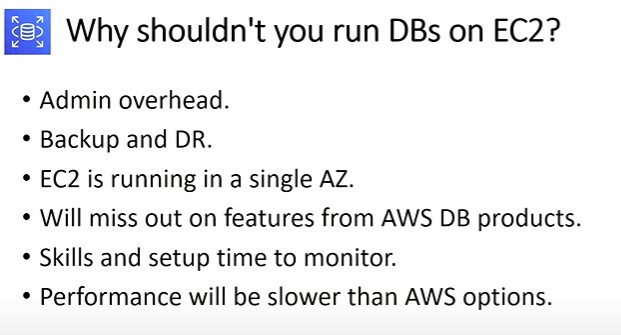 Why shouldn't you run DBs on EC2?
• Admin overhead.
• Backup and DR.
• EC2 is running in a single AZ.
• Will miss out on features from AWS DB products.
• Skills and setup time to monitor.
• Performance will be slower than AWS options.